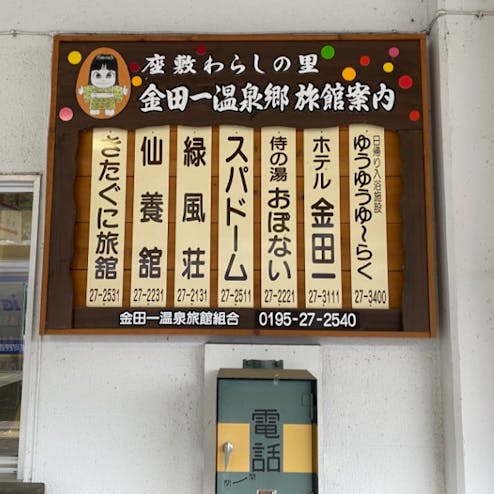 座敷わらしの里
金田一温泉郷 旅館案内
日帰り入浴施設
ゆうゆうゆ～らく
27-3400
ホテル金田一
27-3111
侍の湯 おぼない
27-2221
スパドーム
27-2511
緑風荘
27-2131
仙養舘
27-2231
きたぐに旅館
27-2531
金田一温泉旅館組合 0195-27-2540
電話